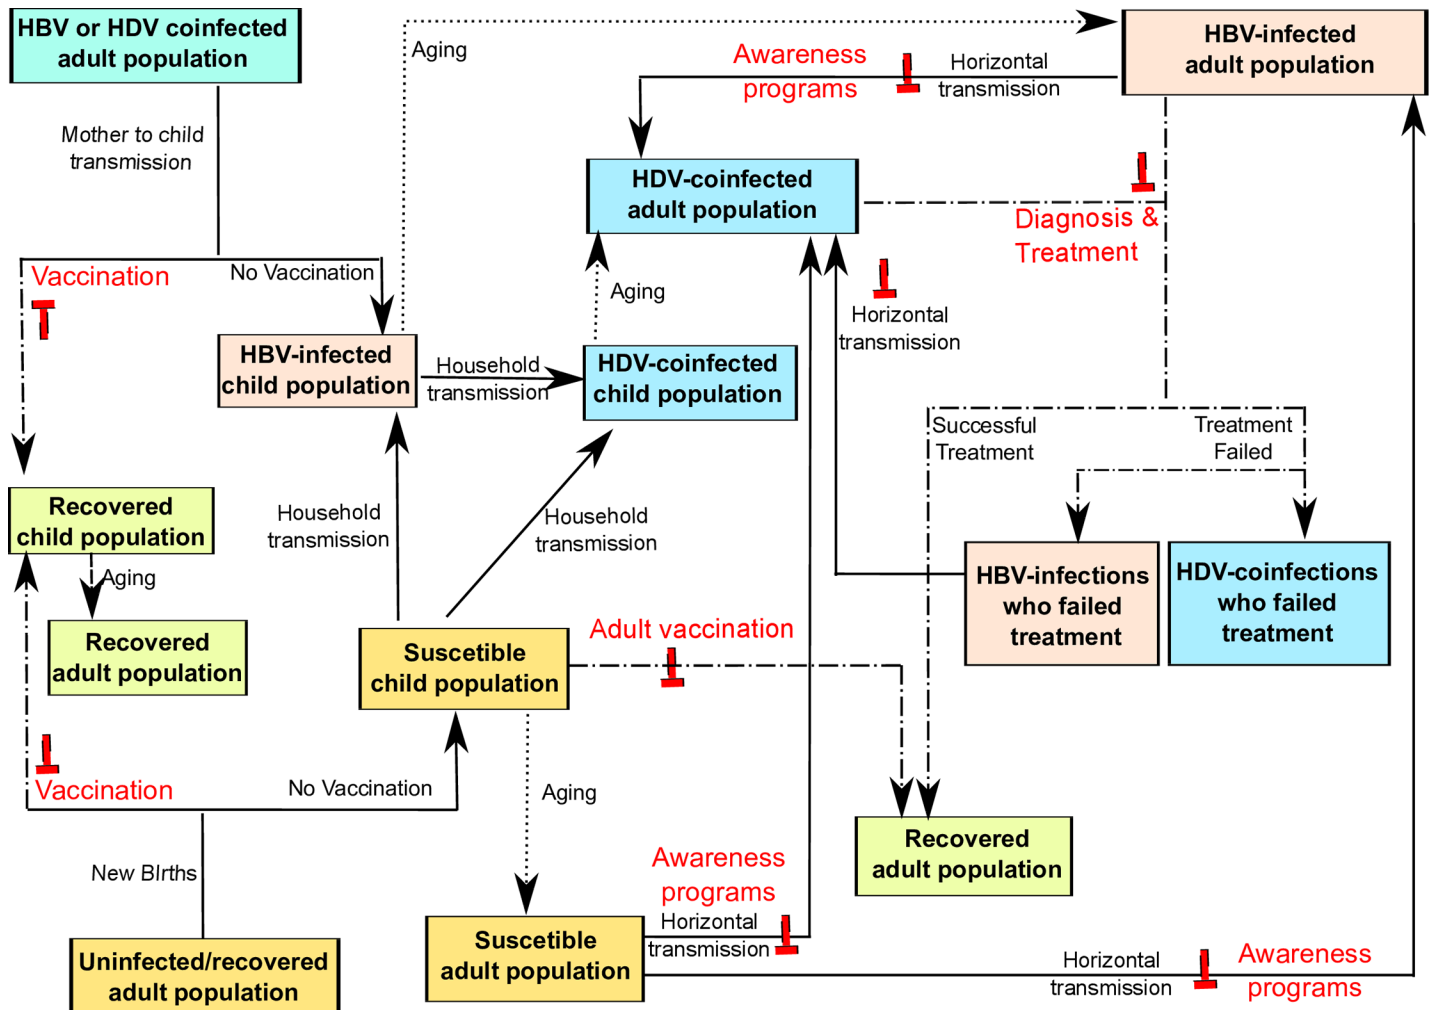 HBV or HDV coinfected
adult population
Aging
HBV-infected
adult population
Awareness
programs
Horizontal
transmission
Mother to child
transmission
HDV-coinfected
adult population
Diagnosis &
Treatment
Vaccination
No Vaccination
Aging
Horizontal
transmission
HBV-infected
child population
Household
transmission
HDV-coinfected
child population
Successful
Treatment
Treatment
Failed
Recovered
child population
Household
transmission
Household
transmission
Aging
HBV-infections
who failed
treatment
HDV-coinfections
who failed
treatment
Recovered
adult population
Suscetible
child population
Adult vaccination
Vaccination
No Vaccination
Aging
New BIrths
Awareness
programs
Recovered
adult population
Horizontal
transmission
Uninfected/recovered
adult population
Suscetible
adult population
Horizontal
transmission
Awareness
programs